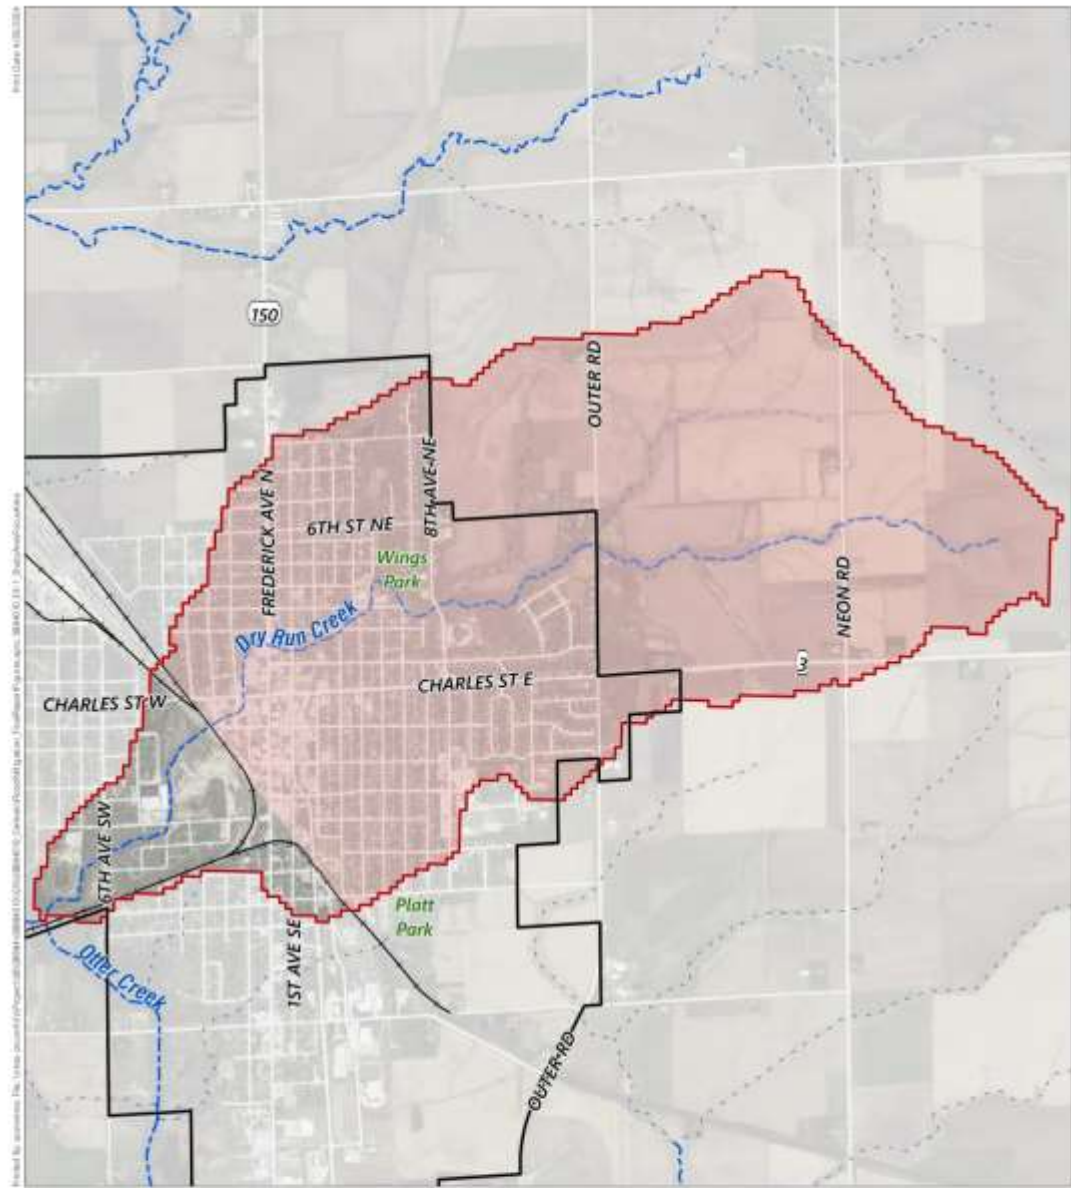 150
OUTER RD
8TH AVE NE
FREDERICK AVE N
6TH ST NE
Wings
Park
NEON RD
Dry Run Creek
3
CHARLES ST E
CHARLES ST W
6TH AVE SW
Platt
Park
1ST AVE SE
Otter Creek
OUTER RD